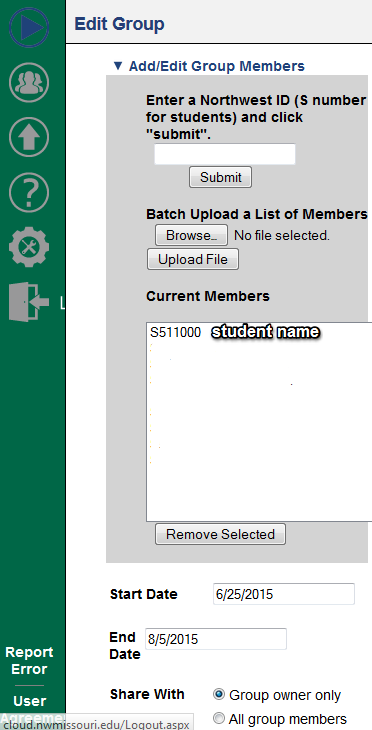 Edit Group
▼ Add/Edit Group Members
Enter a Northwest ID (S number
for students) and click
"submit".
Submit
Batch Upload a List of Members
Browse... No file selected.
Upload File
Current Members
S511000 student name
Remove Selected
Start Date 6/25/2015
End
Date 8/5/2015
Share With Group owner only
All group members
Report
Error
User
cloud.nwmissouri.edu/Logout.aspx